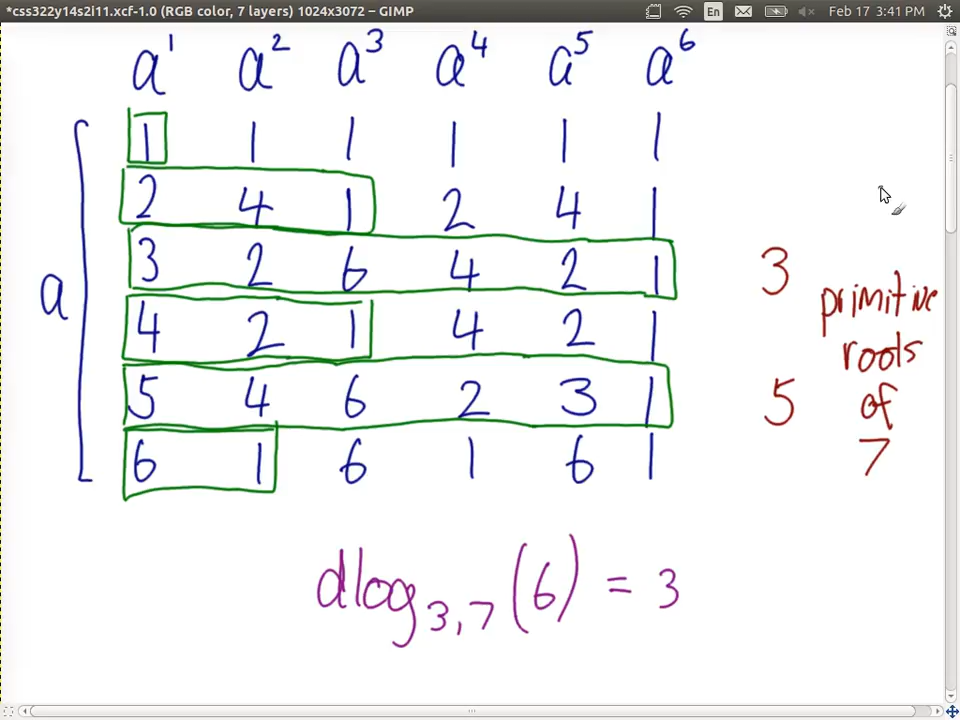 *css322y14s2i11.xcf-1.0 (RGB color, 7 layers) 1024x3072 – GIMP En Feb 17 3:41 PM
a¹ a² a³ a⁴ a⁵ a⁶
1 1 1 1 1 1
2 4 1 2 4 1
3 2 6 4 2 1 3
a primitive
4 2 1 4 2 1
roots
5 4 6 2 3 1 5 of
6 1 6 1 6 1 7
dlog₃,₇(6) = 3